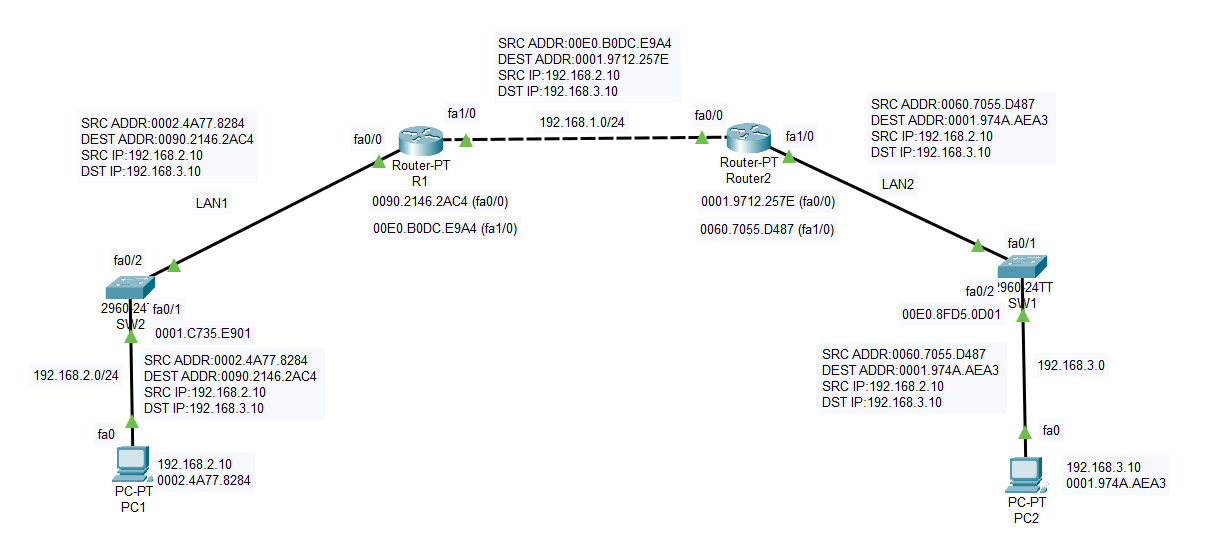 SRC ADDR:00E0.B0DC.E9A4
DEST ADDR:0001.9712.257E
SRC IP:192.168.2.10
DST IP:192.168.3.10
SRC ADDR:0002.4A77.8284
DEST ADDR:0090.2146.2AC4
SRC IP:192.168.2.10
DST IP:192.168.3.10
SRC ADDR:0060.7055.D487
DEST ADDR:0001.974A.AEA3
SRC IP:192.168.2.10
DST IP:192.168.3.10
fa1/0
192.168.1.0/24
fa0/0
fa0/0
fa1/0
Router-PT
R1
Router-PT
Router2
LAN1
0090.2146.2AC4 (fa0/0)
00E0.B0DC.E9A4 (fa1/0)
0001.9712.257E (fa0/0)
0060.7055.D487 (fa1/0)
LAN2
fa0/2
fa0/1
2960-24
SW2
fa0/1
0001.C735.E901
2960-24TT
SW1
fa0/2
00E0.8FD5.0D01
SRC ADDR:0002.4A77.8284
DEST ADDR:0090.2146.2AC4
SRC IP:192.168.2.10
DST IP:192.168.3.10
192.168.2.0/24
SRC ADDR:0060.7055.D487
DEST ADDR:0001.974A.AEA3
SRC IP:192.168.2.10
DST IP:192.168.3.10
192.168.3.0
fa0
fa0
192.168.2.10
0002.4A77.8284
PC-PT
PC1
192.168.3.10
0001.974A.AEA3
PC-PT
PC2